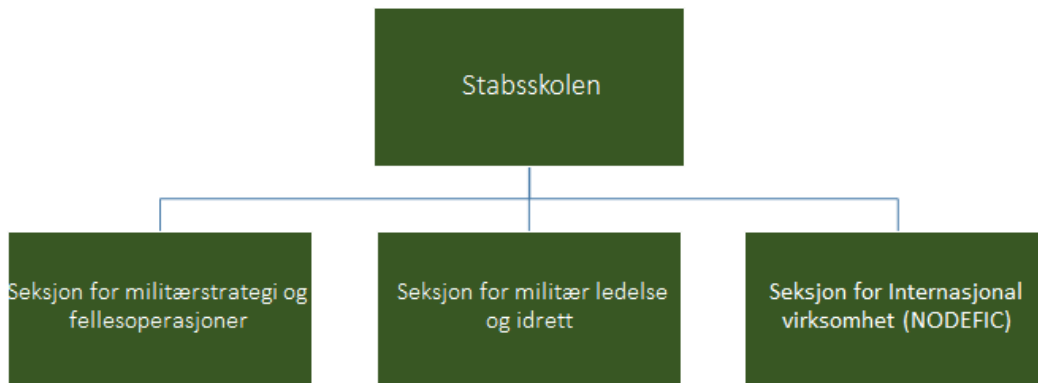 Stabsskolen
Seksjon for militærstrategi og
fellesoperasjoner
Seksjon for militær ledelse
og idrett
Seksjon for Internasjonal
virksomhet (NODEFIC)